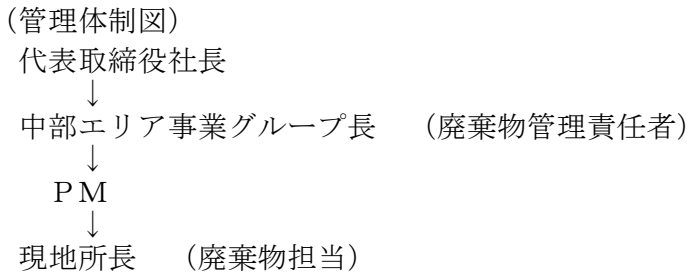 (管理体制図)
代表取締役社長
↓
中部エリア事業グループ長 (廃棄物管理責任者)
↓
PM
↓
現地所長 (廃棄物担当)